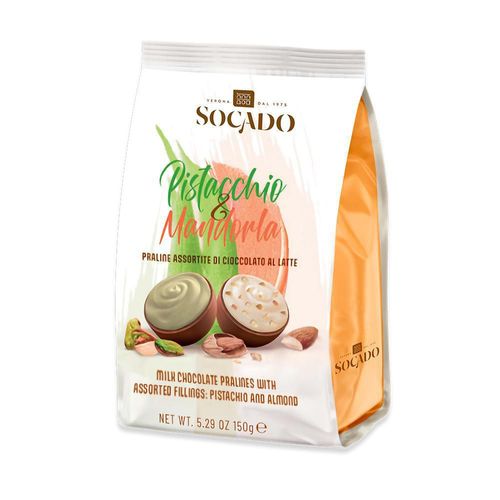 VERONA DAL 1975
SOCADO
Pistacchio
&
Mandorla
PRALINE ASSORTITE DI CIOCCOLATO AL LATTE
MILK CHOCOLATE PRALINES WITH
ASSORTED FILLINGS: PISTACHIO AND ALMOND
NET WT. 5.29 OZ 150g ℮
SOCADO